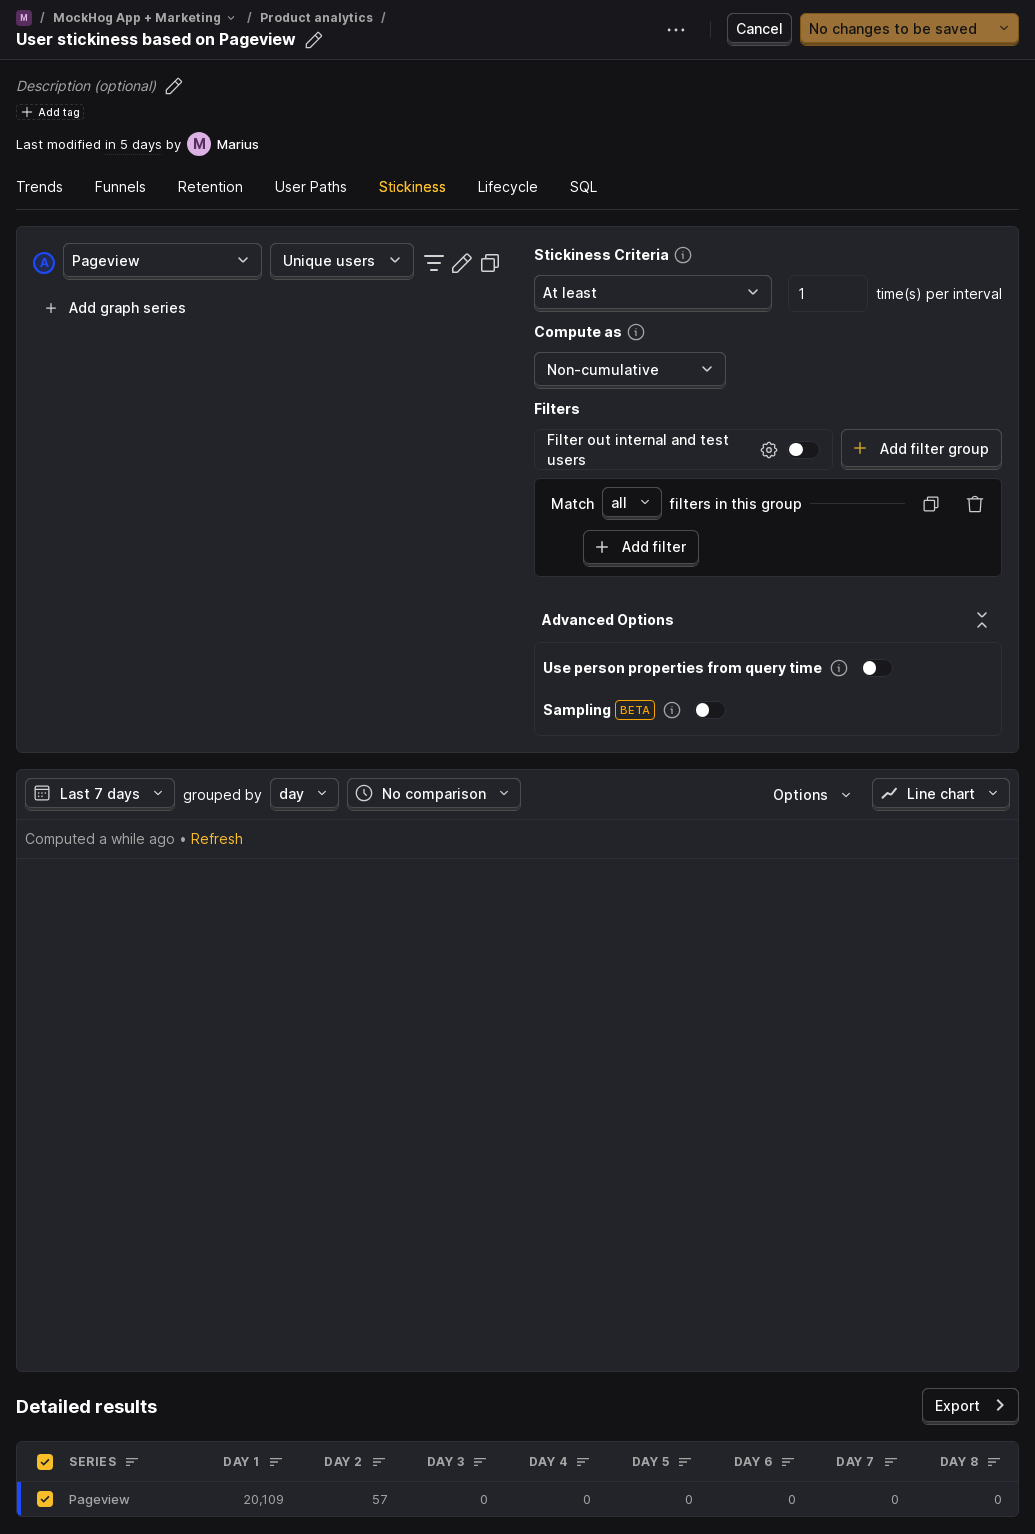 M / MockHog App + Marketing / Product analytics /
User stickiness based on Pageview
Cancel
No changes to be saved
Description (optional)
Add tag
Last modified in 5 days by M Marius
Trends Funnels Retention User Paths Stickiness Lifecycle SQL
A Pageview Unique users
Add graph series
Stickiness Criteria
At least 1 time(s) per interval
Compute as
Non-cumulative
Filters
Filter out internal and test
users
Add filter group
Match all filters in this group
Add filter
Advanced Options
Use person properties from query time
Sampling BETA
Last 7 days grouped by day No comparison Options Line chart
Computed a while ago • Refresh
Detailed results
Export
SERIES DAY 1 DAY 2 DAY 3 DAY 4 DAY 5 DAY 6 DAY 7 DAY 8
Pageview 20,109 57 0 0 0 0 0 0